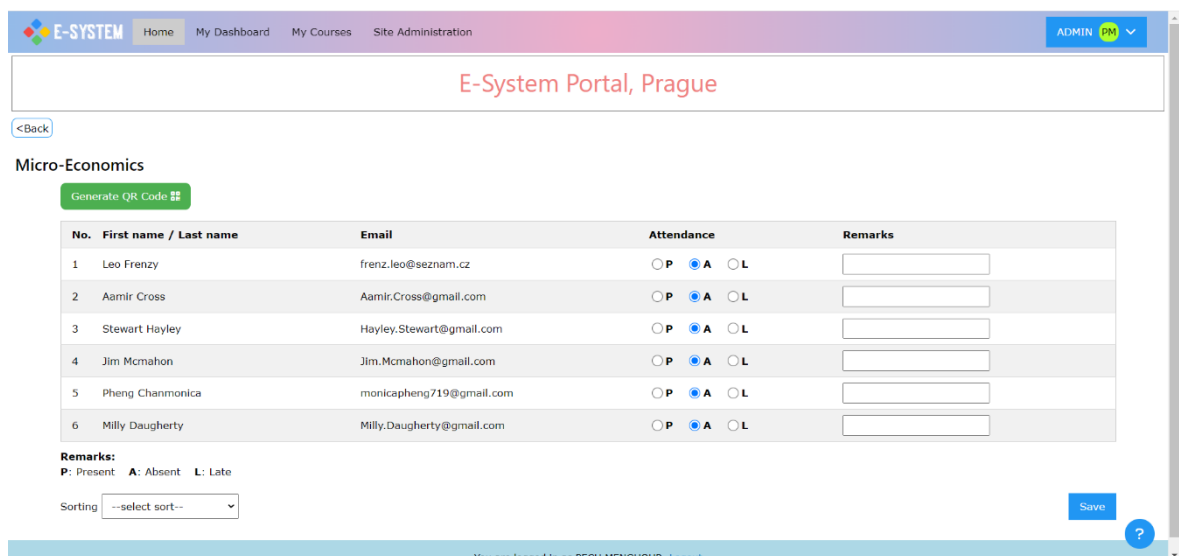 E-SYSTEM Home My Dashboard My Courses Site Administration ADMIN PM
E-System Portal, Prague
<Back
Micro-Economics
Generate QR Code
No. First name / Last name Email Attendance Remarks
1 Leo Frenzy frenz.leo@seznam.cz P A L
2 Aamir Cross Aamir.Cross@gmail.com P A L
3 Stewart Hayley Hayley.Stewart@gmail.com P A L
4 Jim Mcmahon Jim.Mcmahon@gmail.com P A L
5 Pheng Chanmonica monicapheng719@gmail.com P A L
6 Milly Daugherty Milly.Daugherty@gmail.com P A L
Remarks:
P: Present A: Absent L: Late
Sorting --select sort-- Save
?